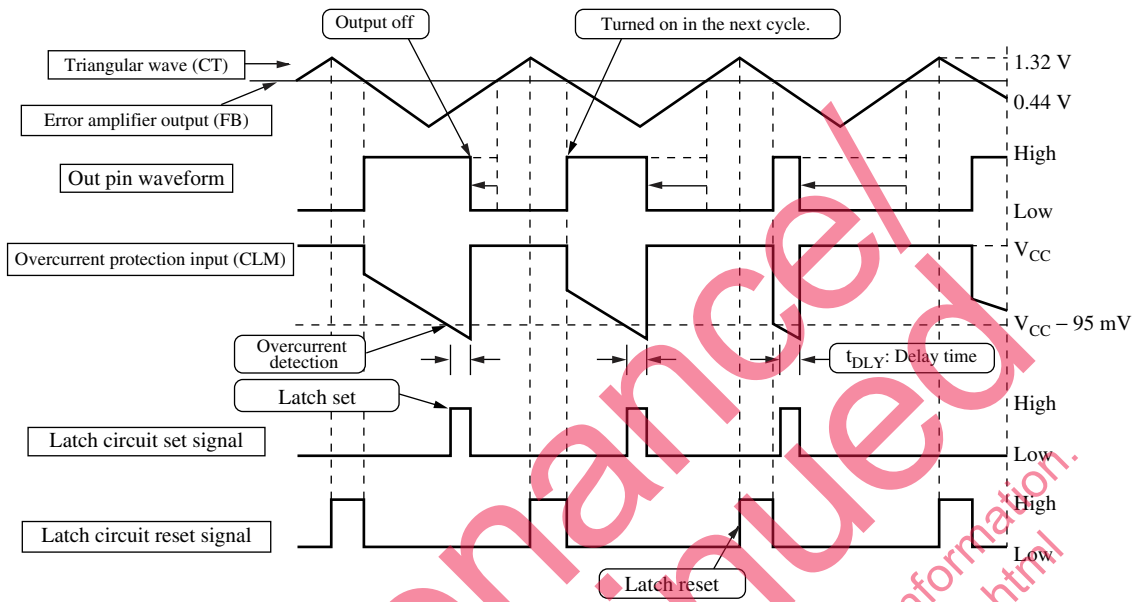 Output off
Turned on in the next cycle.
Triangular wave (CT)
1.32 V
0.44 V
Error amplifier output (FB)
High
Out pin waveform
Low
Overcurrent protection input (CLM)
VCC
VCC – 95 mV
Overcurrent
detection
tDLY: Delay time
Latch set
High
Latch circuit set signal
Low
High
Latch circuit reset signal
Low
Latch reset